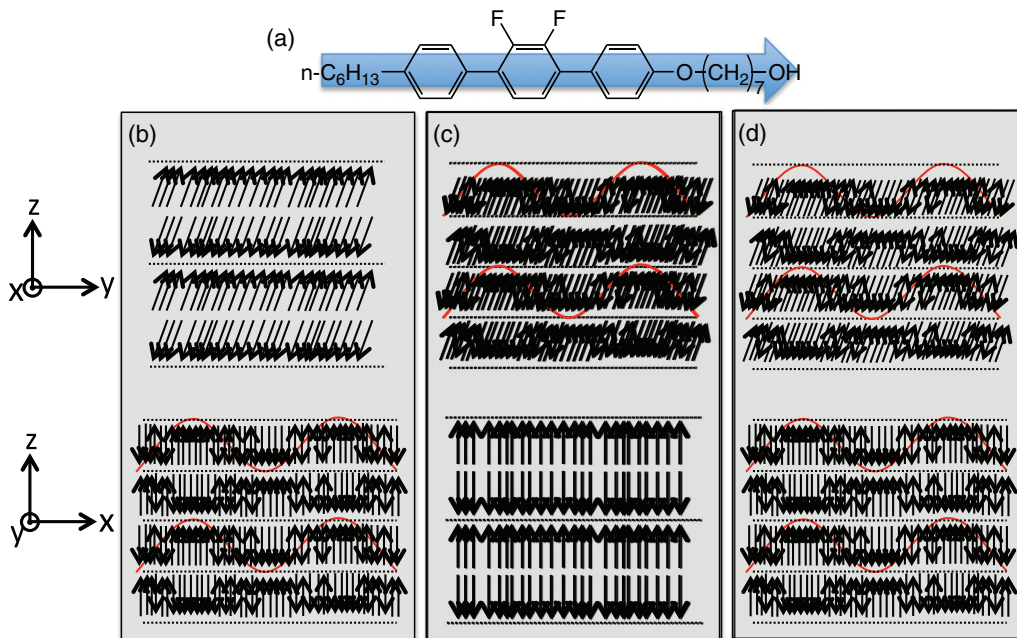 (a)
F F
n-C6H13 O (CH2)7 OH
(b) (c) (d)
z
x y
z
y x